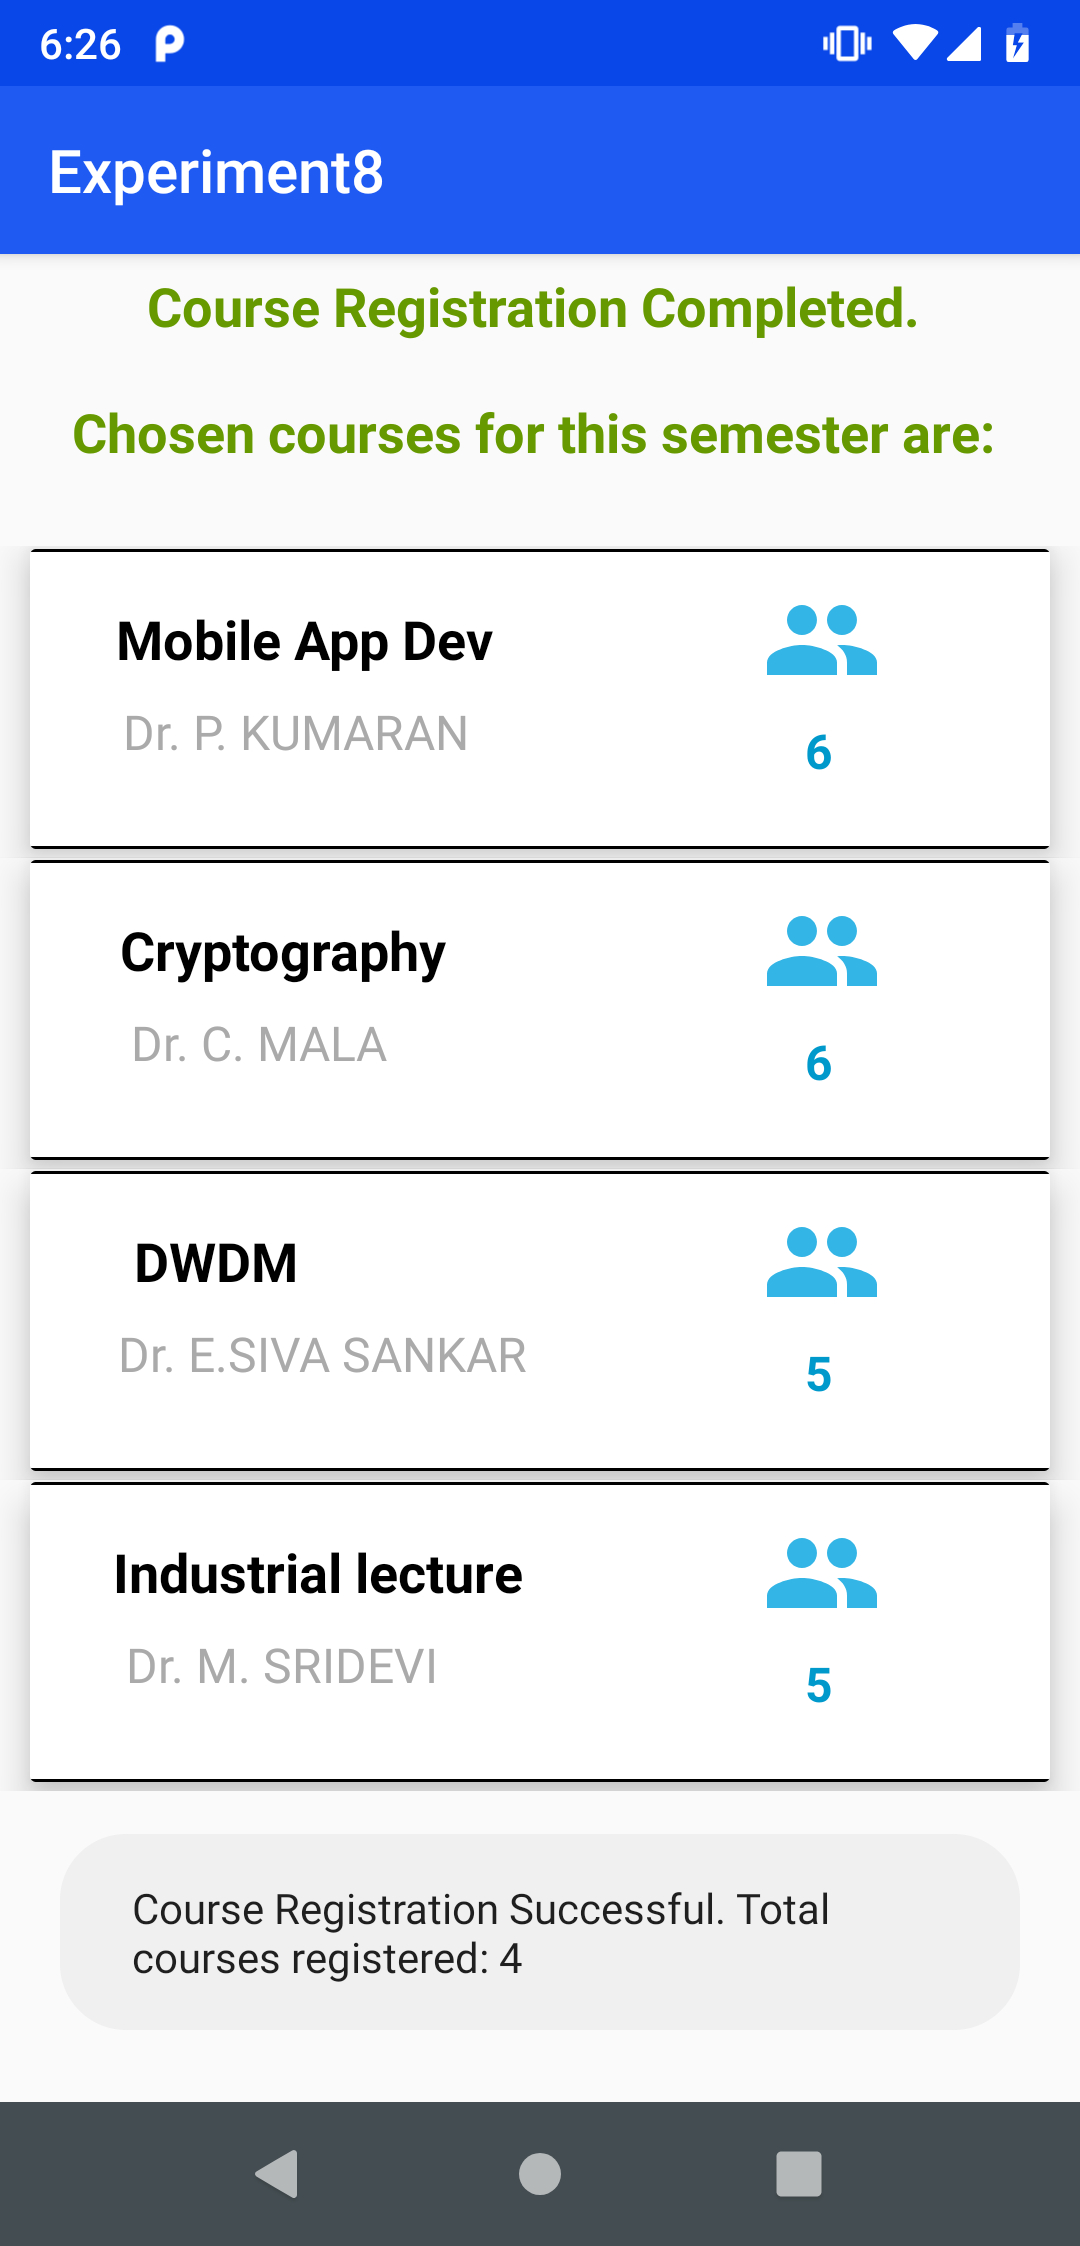 6:26
Experiment8
Course Registration Completed.
Chosen courses for this semester are:
Mobile App Dev
Dr. P. KUMARAN
6
Cryptography
Dr. C. MALA
6
DWDM
Dr. E.SIVA SANKAR
5
Industrial lecture
Dr. M. SRIDEVI
5
Course Registration Successful. Total
courses registered: 4